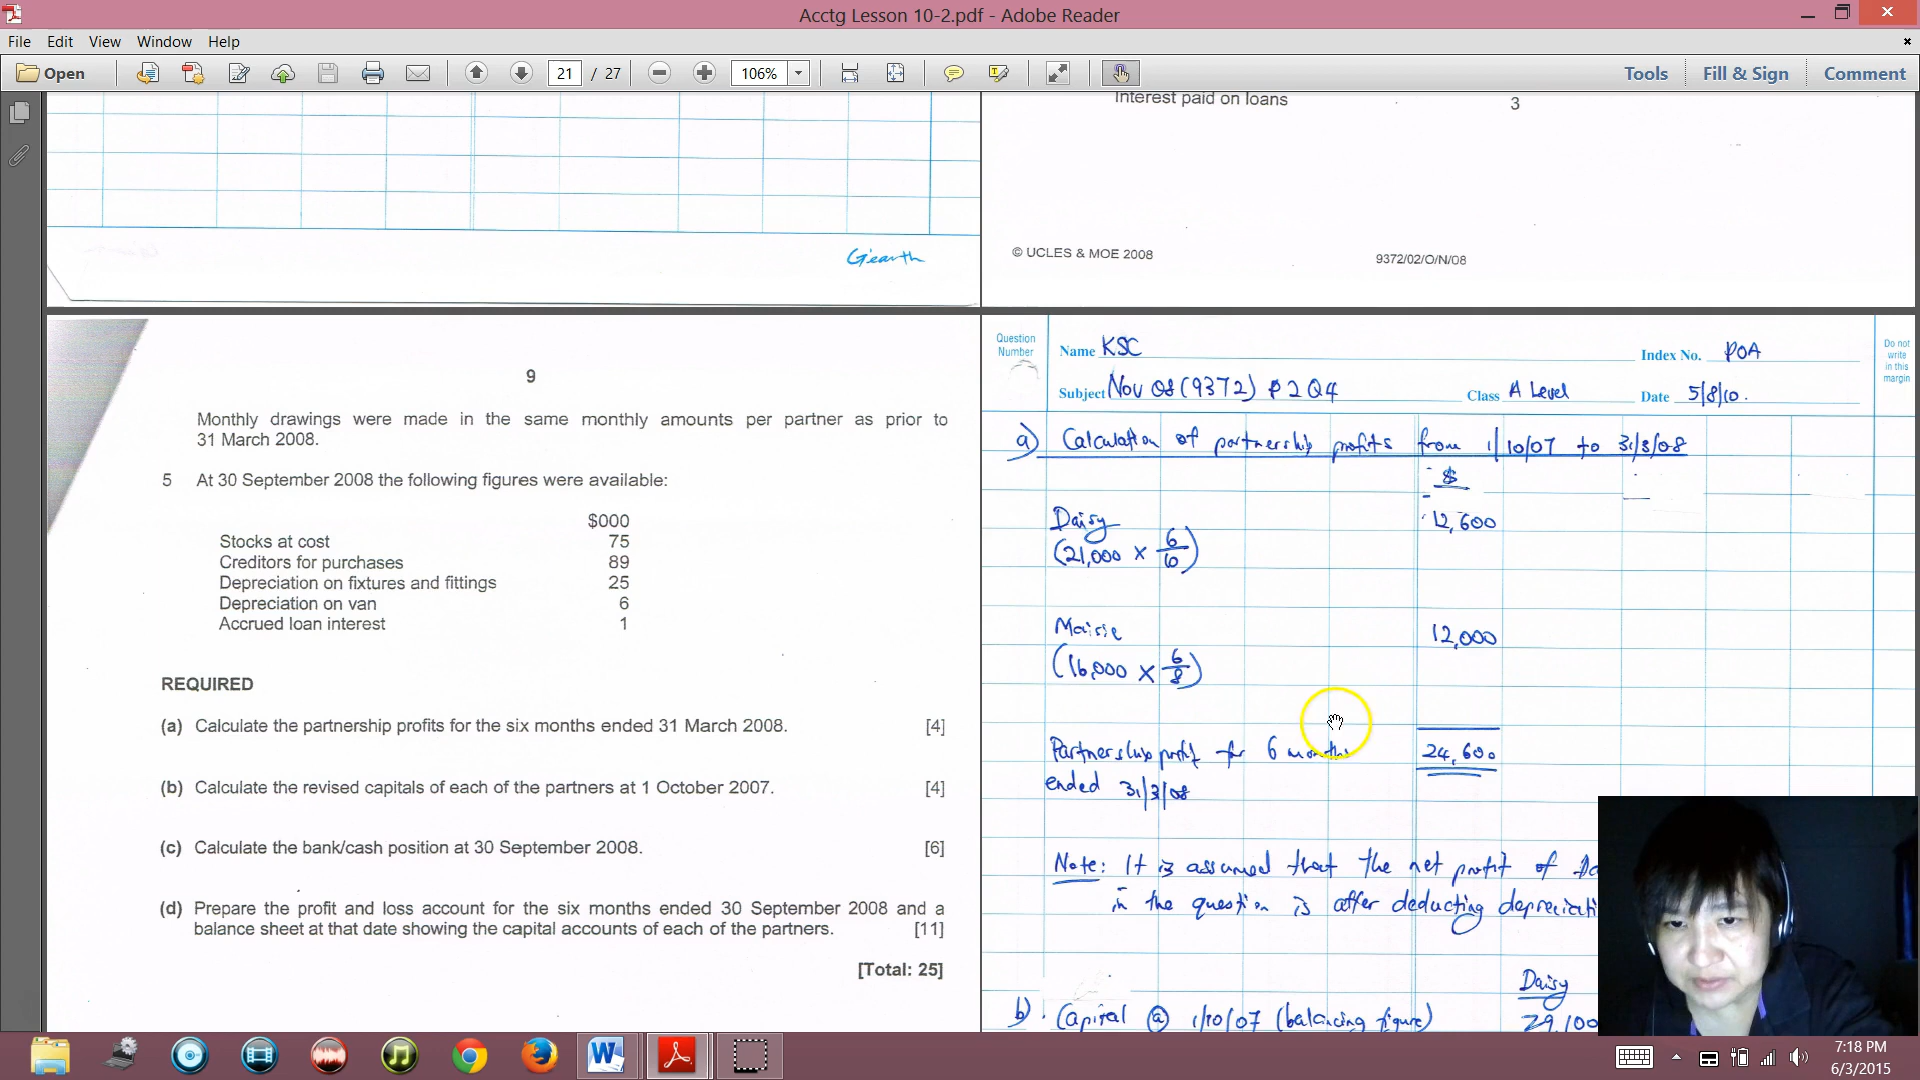 Acctg Lesson 10-2.pdf - Adobe Reader
File Edit View Window Help
Open 21 / 27 106% Tools Fill & Sign Comment
Gearth
Interest paid on loans 3
© UCLES & MOE 2008 9372/02/O/N/08
9
Monthly drawings were made in the same monthly amounts per partner as prior to
31 March 2008.
5 At 30 September 2008 the following figures were available:
$000
Stocks at cost 75
Creditors for purchases 89
Depreciation on fixtures and fittings 25
Depreciation on van 6
Accrued loan interest 1
REQUIRED
(a) Calculate the partnership profits for the six months ended 31 March 2008. [4]
(b) Calculate the revised capitals of each of the partners at 1 October 2007. [4]
(c) Calculate the bank/cash position at 30 September 2008. [6]
(d) Prepare the profit and loss account for the six months ended 30 September 2008 and a
balance sheet at that date showing the capital accounts of each of the partners. [11]
[Total: 25]
Question
Number
Name KSC Index No. POA
Subject Nov 08 (9372) P2 Q4 Class A Level Date 5/8/10.
Do not
write
in this
margin
a) Calculation of partnership profits from 1/10/07 to 31/3/08
$
Daisy 12,600
(21,000 × 6/10)
Maisie 12,000
(16,000 × 6/8)
Partnership profit for 6 months 24,600
ended 31/3/08
Note: It is assumed that the net profit of
in the question is after deducting depreciati
Daisy
b). Capital @ 1/10/07 (balancing figure) 29,100
7:18 PM
6/3/2015